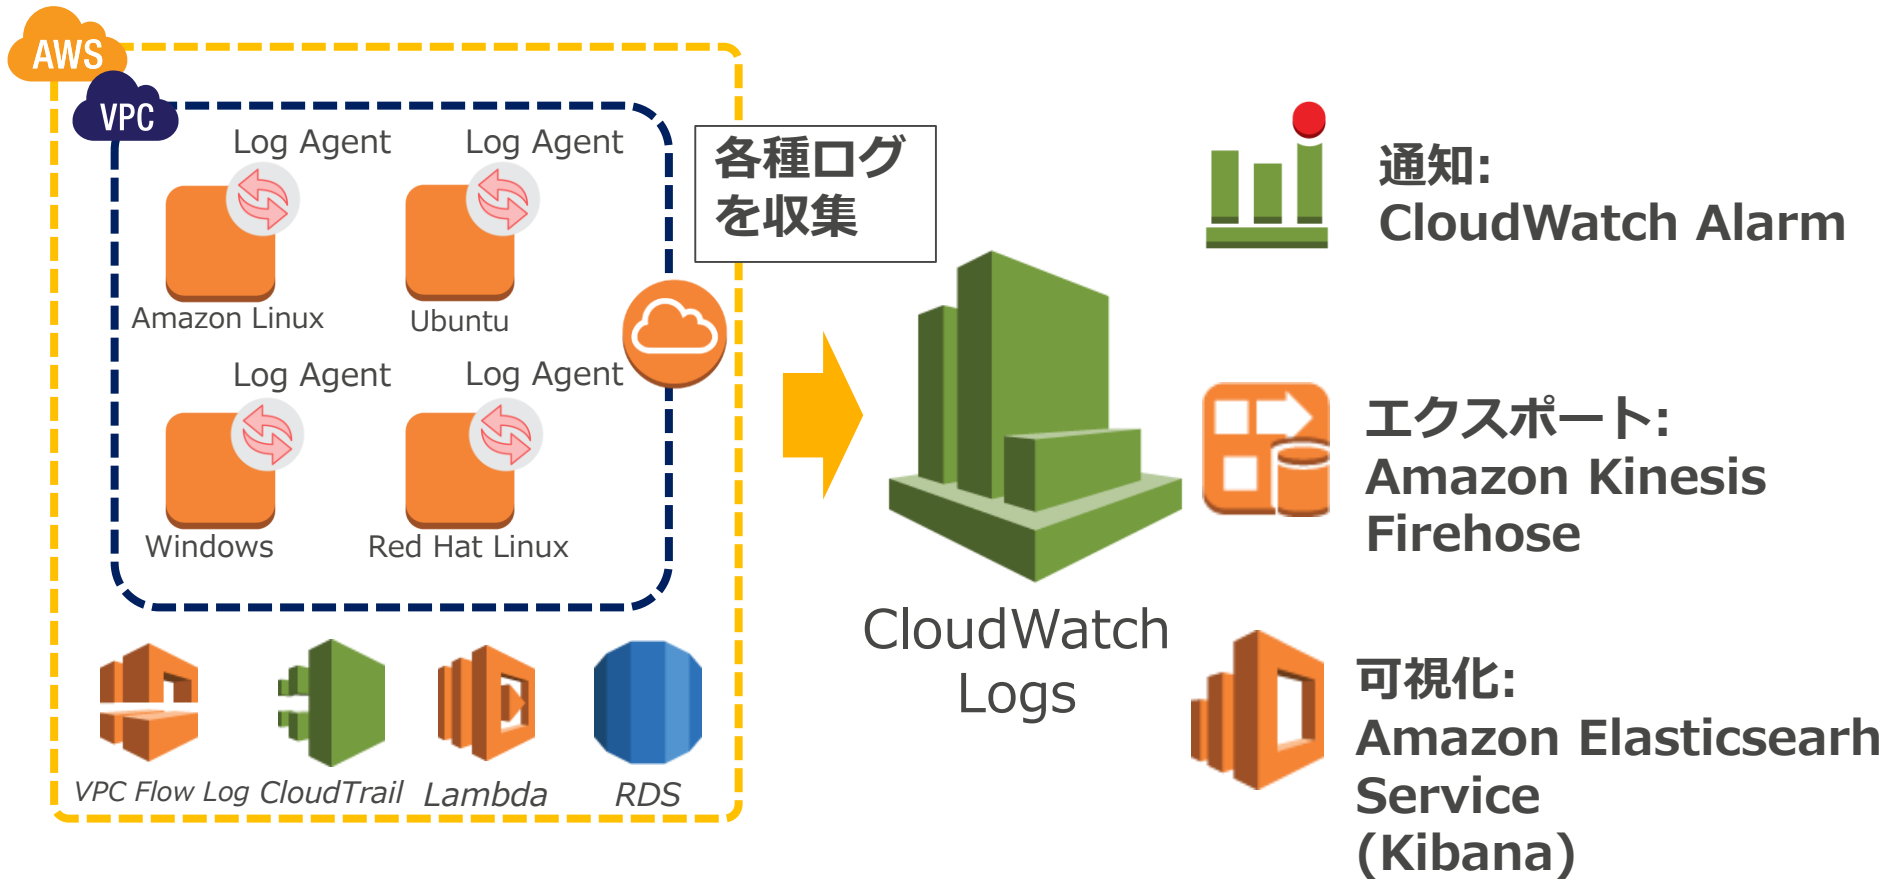 AWS
VPC
Log Agent
Log Agent
Amazon Linux
Ubuntu
Log Agent
Log Agent
Windows
Red Hat Linux
VPC Flow Log
CloudTrail
Lambda
RDS
各種ログ
を収集
CloudWatch
Logs
通知:
CloudWatch Alarm
エクスポート:
Amazon Kinesis
Firehose
可視化:
Amazon Elasticsearh
Service
(Kibana)